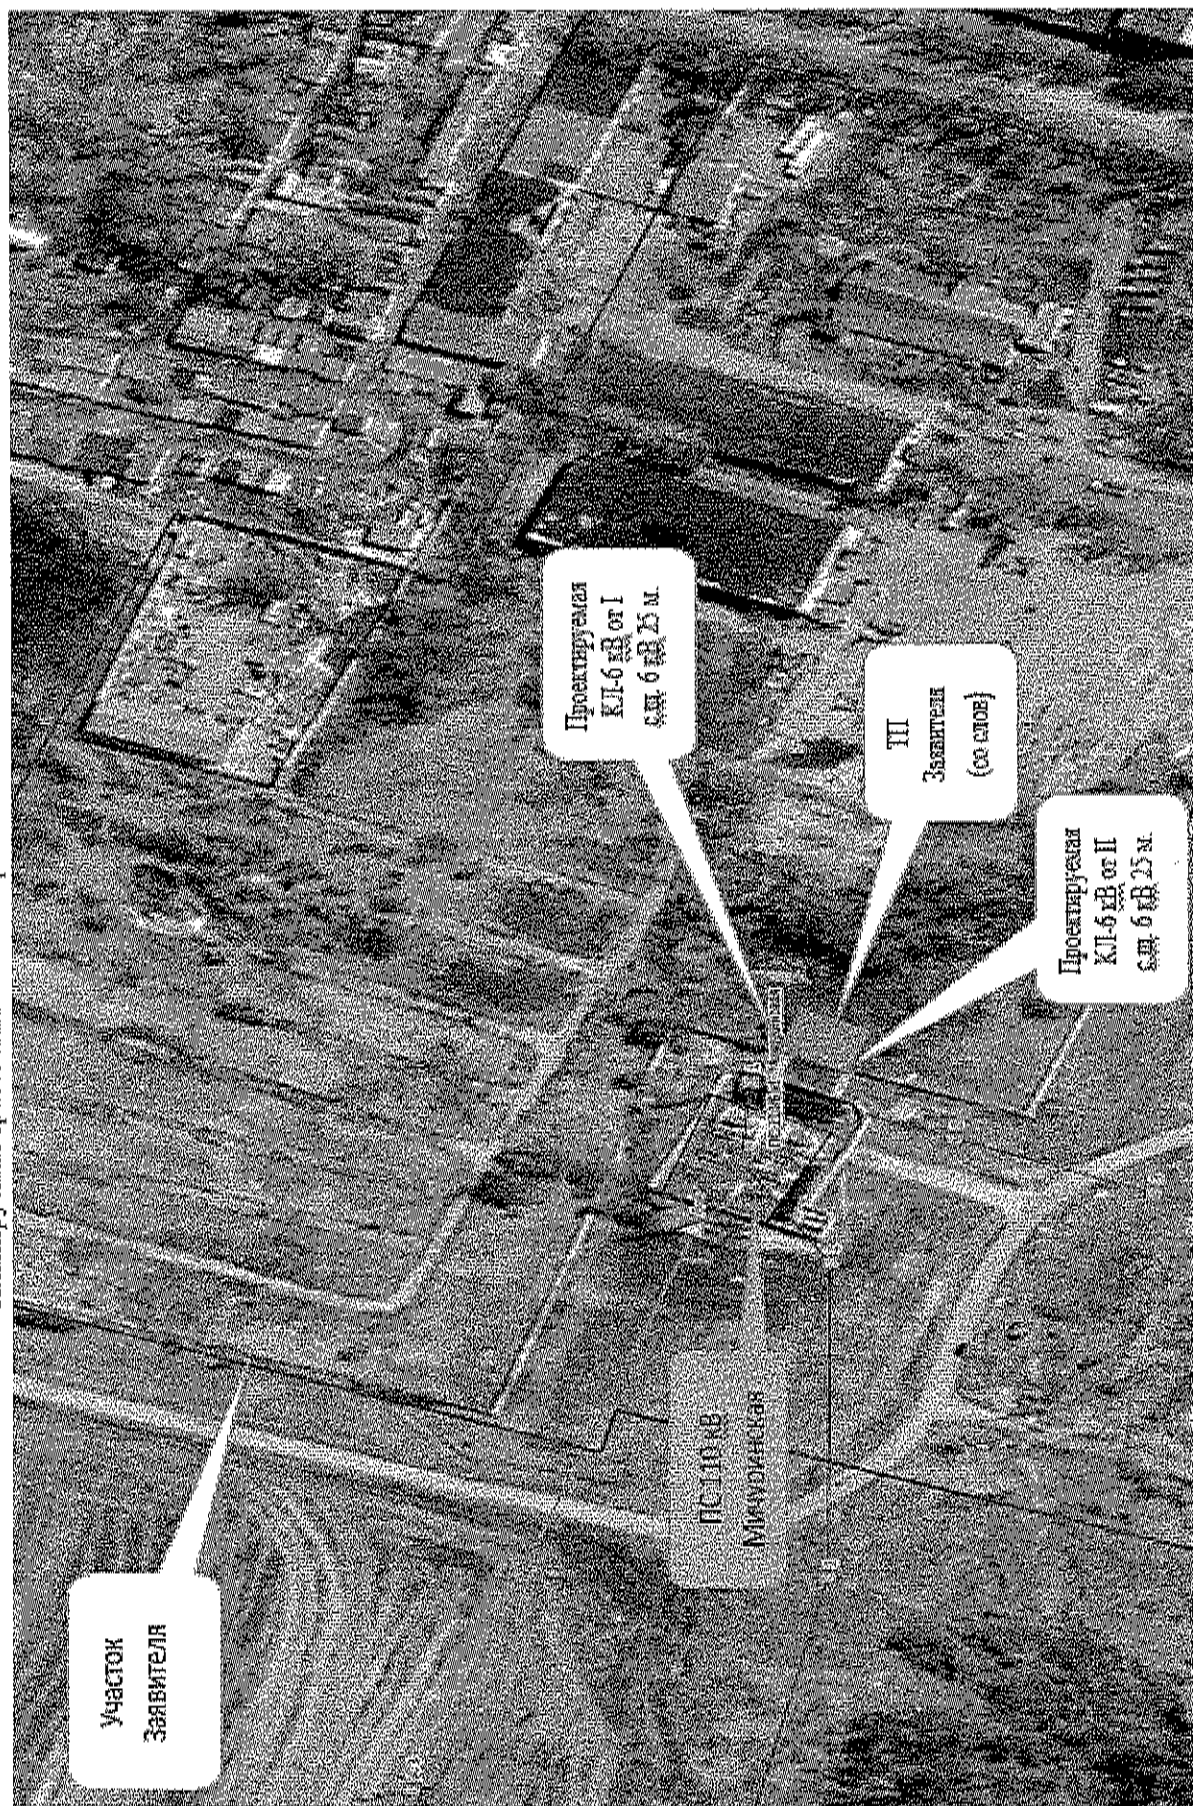 Участок
Заявителя
ПС 110 кВ
Мичуринская
Проектируемая
КЛ-6 кВ от I
с.ш. 6 кВ 25 м.
ТП
Заявителя
(со слов)
Проектируемая
КЛ-6 кВ от II
с.ш. 6 кВ 25 м.